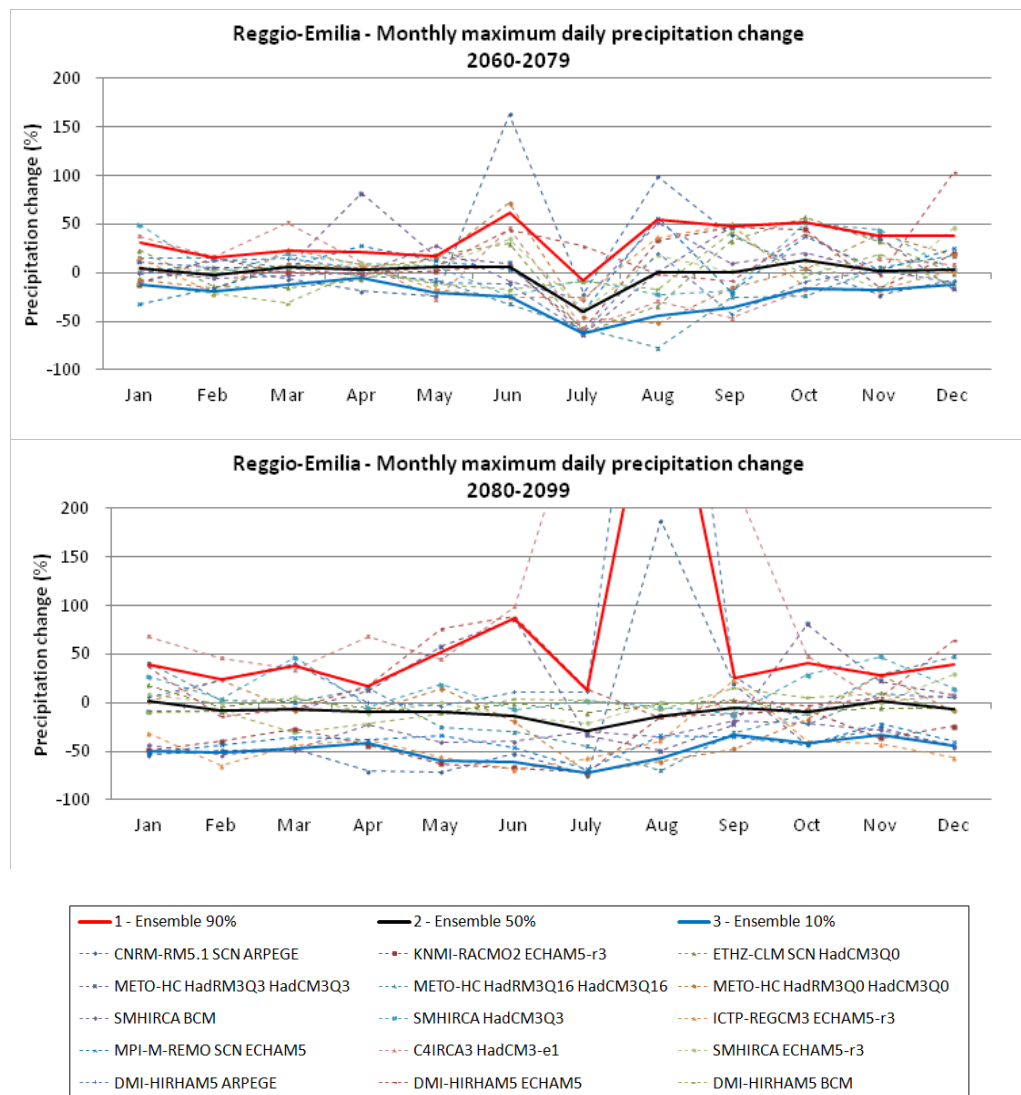 Reggio-Emilia - Monthly maximum daily precipitation change
2060-2079
Precipitation change (%)
200
150
100
50
0
-50
-100
Jan Feb Mar Apr May Jun July Aug Sep Oct Nov Dec
Reggio-Emilia - Monthly maximum daily precipitation change
2080-2099
Precipitation change (%)
200
150
100
50
0
-50
-100
Jan Feb Mar Apr May Jun July Aug Sep Oct Nov Dec
1 - Ensemble 90% 2 - Ensemble 50% 3 - Ensemble 10%
CNRM-RM5.1 SCN ARPEGE KNMI-RACMO2 ECHAM5-r3 ETHZ-CLM SCN HadCM3Q0
METO-HC HadRM3Q3 HadCM3Q3 METO-HC HadRM3Q16 HadCM3Q16 METO-HC HadRM3Q0 HadCM3Q0
SMHIRCA BCM SMHIRCA HadCM3Q3 ICTP-REGCM3 ECHAM5-r3
MPI-M-REMO SCN ECHAM5 C4IRCA3 HadCM3-e1 SMHIRCA ECHAM5-r3
DMI-HIRHAM5 ARPEGE DMI-HIRHAM5 ECHAM5 DMI-HIRHAM5 BCM